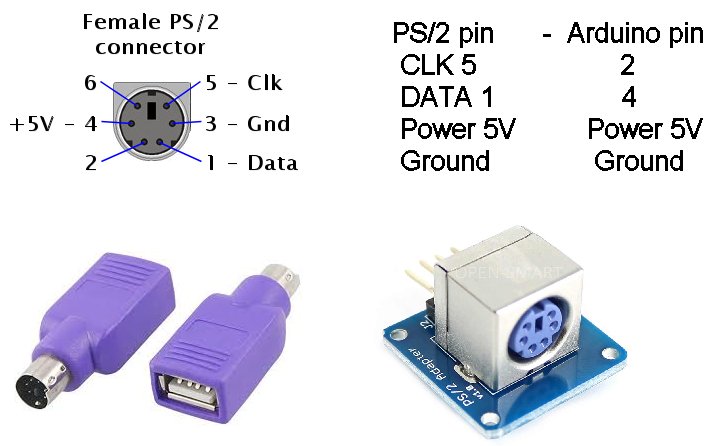 Female PS/2
connector
6
5 - Clk
+5V - 4
3 - Gnd
2
1 - Data
PS/2 pin - Arduino pin
CLK 5 2
DATA 1 4
Power 5V Power 5V
Ground Ground
OPEN-SMART
J2
PS/2 Adapter
v1.0